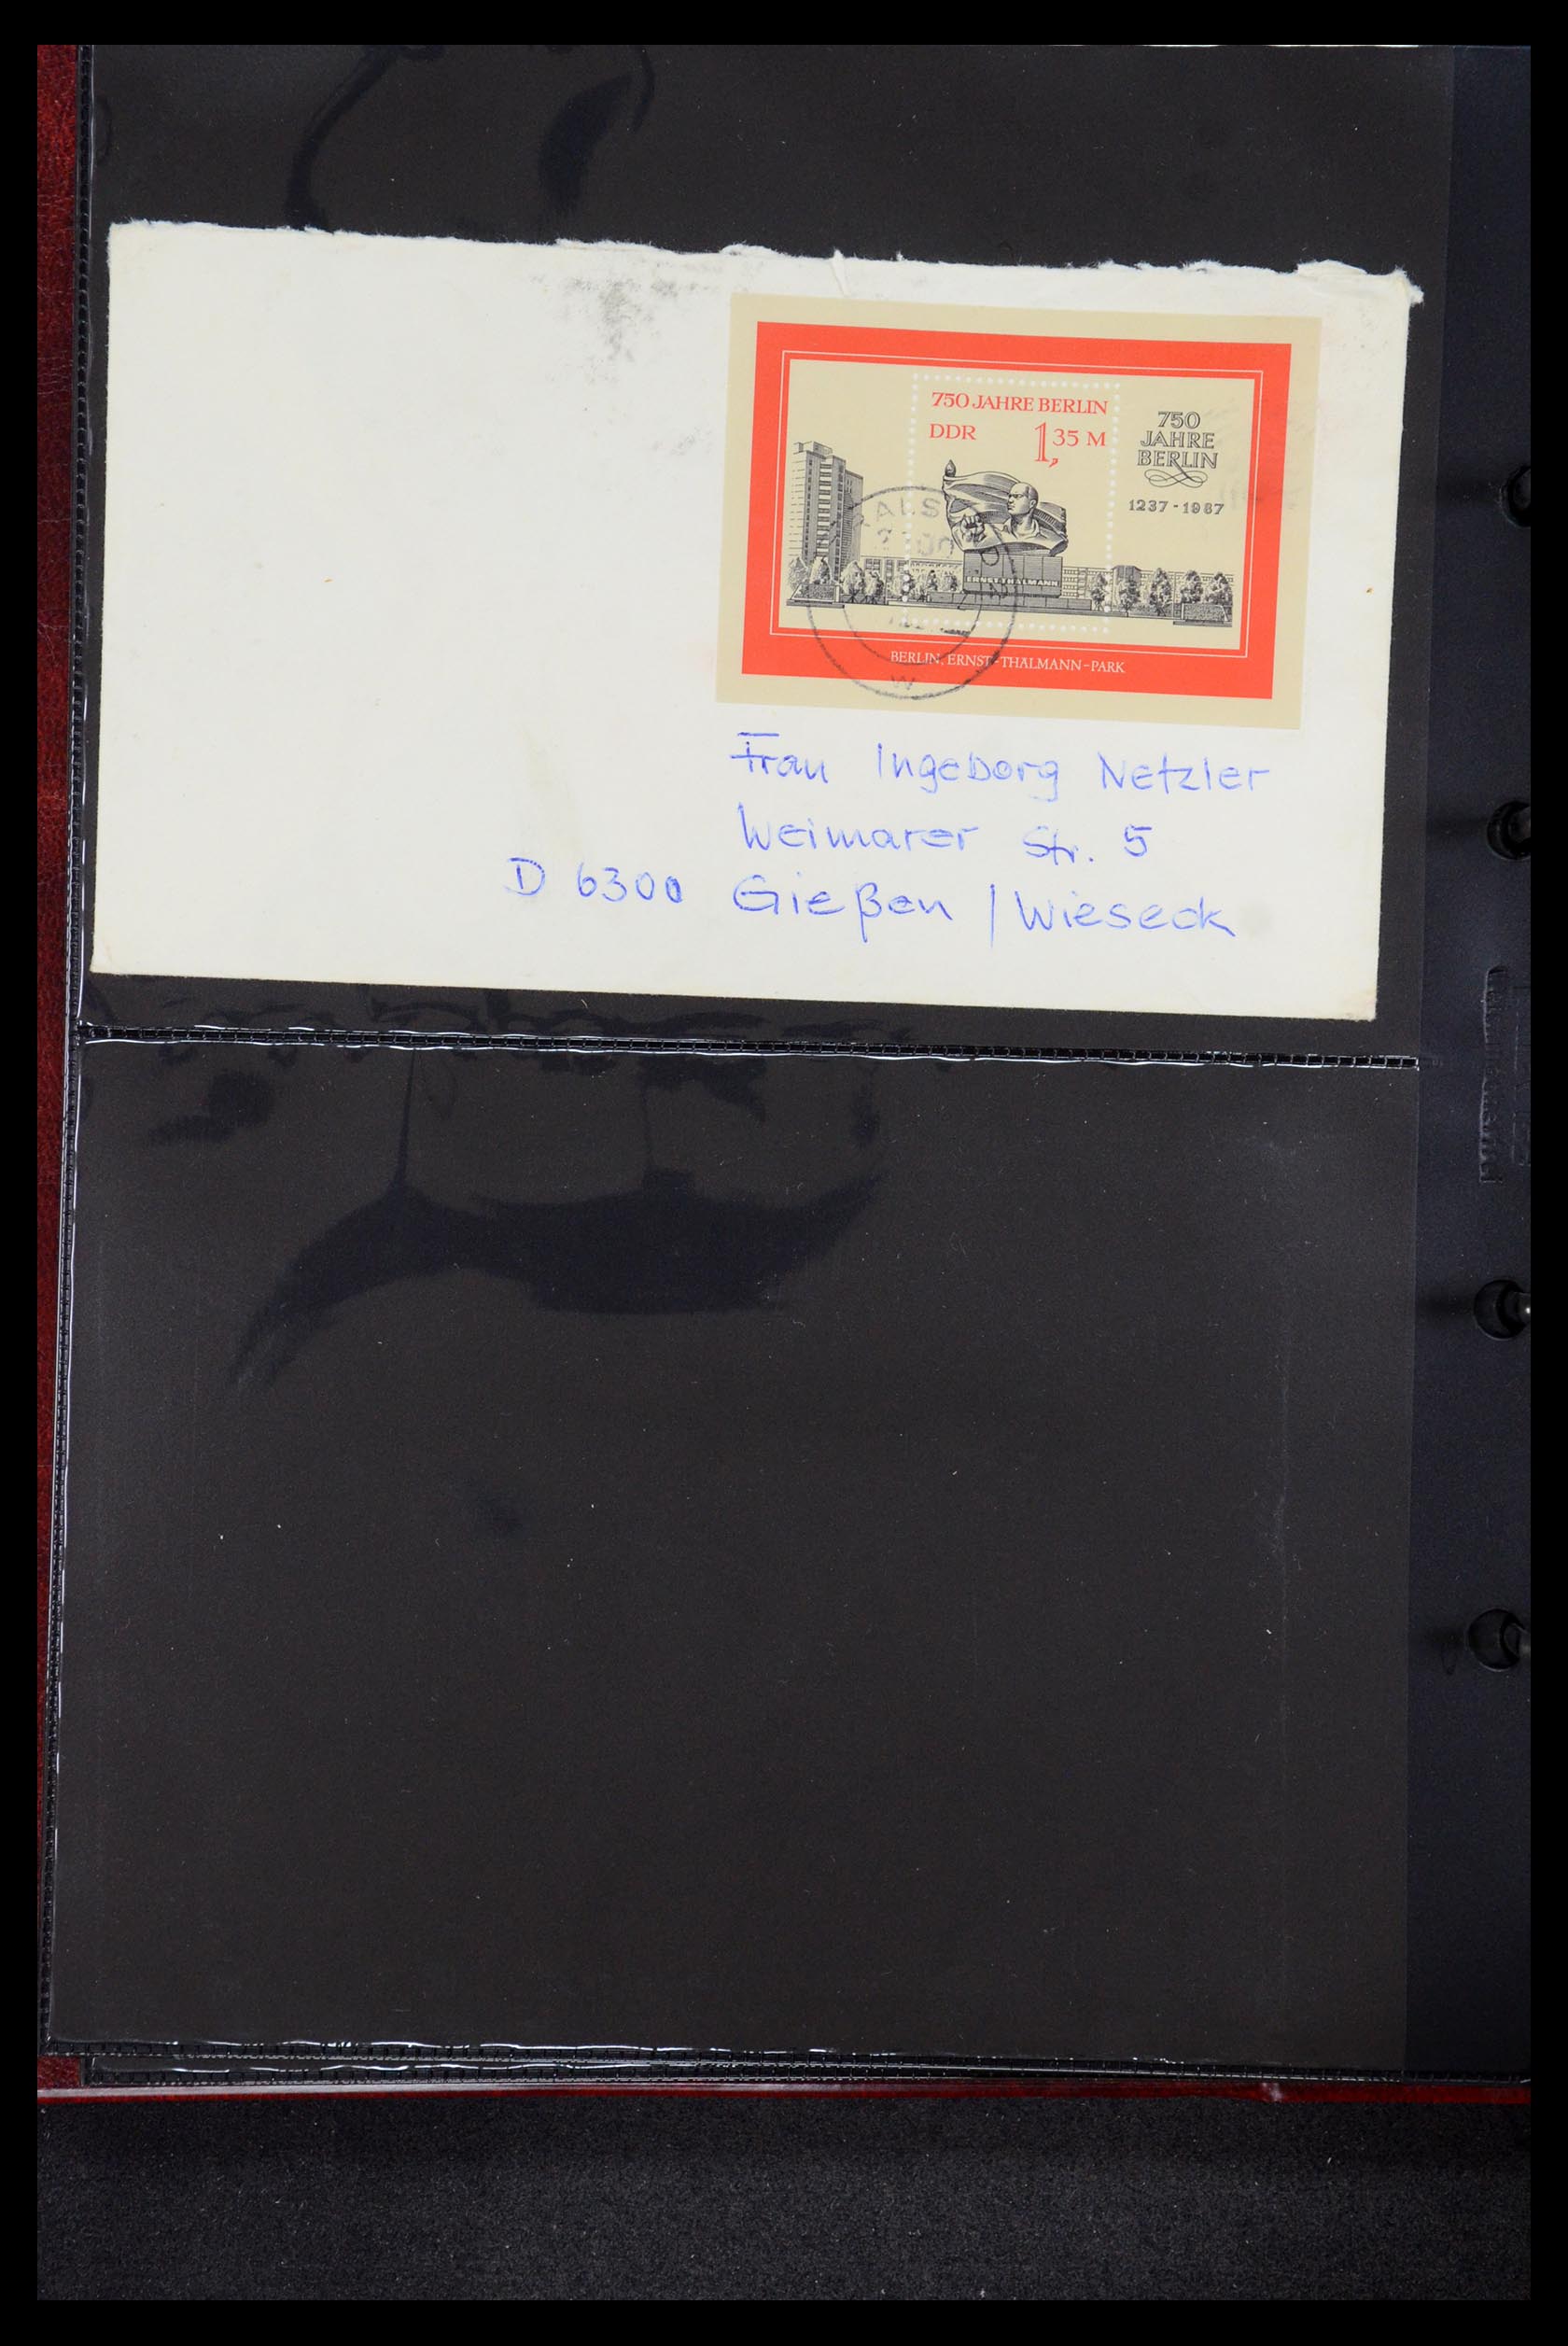 750 JAHRE BERLIN
DDR 1,35 M
750
JAHRE
BERLIN
1237-1987
ERNST THÄLMANN
BERLIN, ERNST-THÄLMANN-PARK
W
Frau Ingeborg Netzler
Weimarer Str. 5
D 6300 Gießen / Wieseck